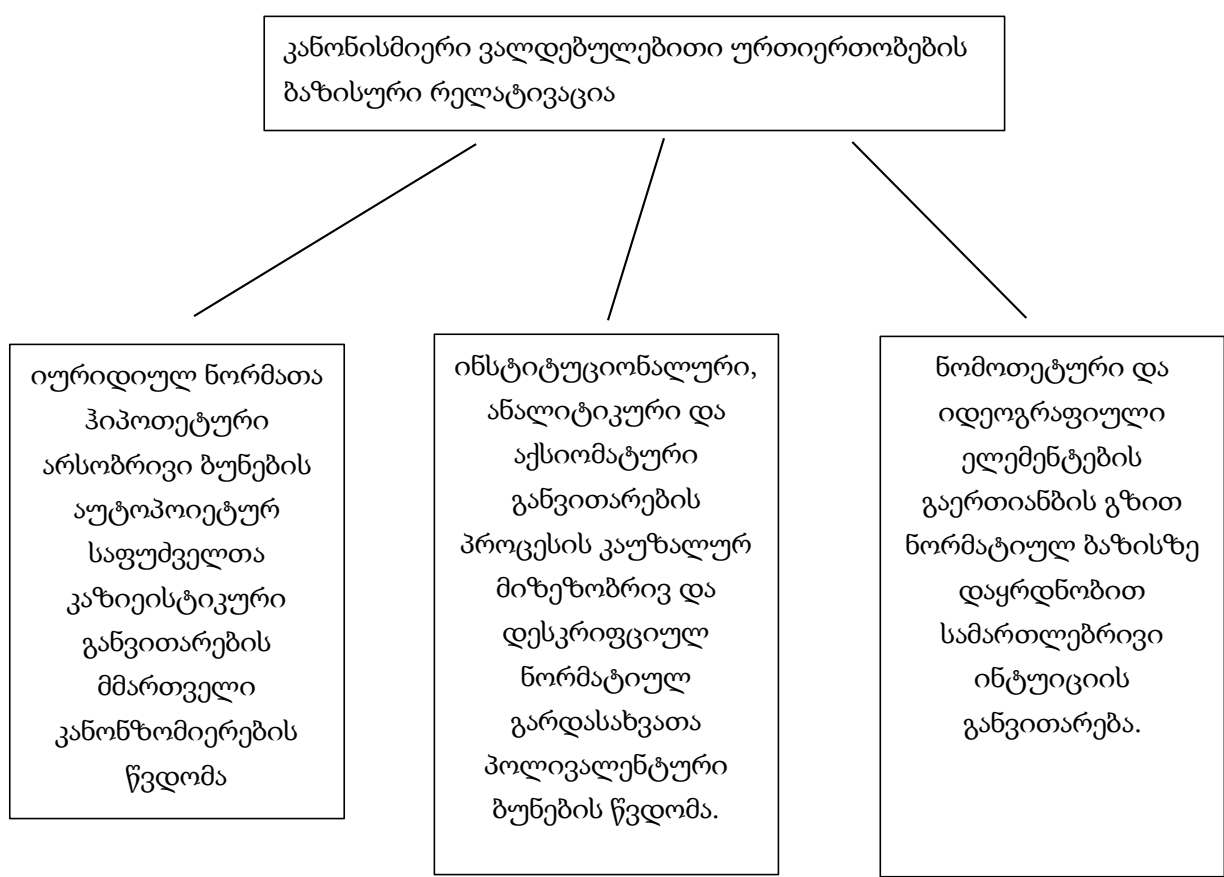 კანონისმიერი ვალდებულებითი ურთიერთობების
ბაზისური რელატივაცია
იურიდიულ ნორმათა
ჰიპოთეტური
არსობრივი ბუნების
აუტოპოიეტურ
საფუძველთა
კაზიეისტიკური
განვითარების
მმართველი
კანონზომიერების
წვდომა
ინსტიტუციონალური,
ანალიტიკური და
აქსიომატური
განვითარების
პროცესის კაუზალურ
მიზეზობრივ და
დესკრიფციულ
ნორმატიულ
გარდასახვათა
პოლივალენტური
ბუნების წვდომა.
ნომოთეტური და
იდეოგრაფიული
ელემენტების
გაერთიანბის გზით
ნორმატიულ ბაზისზე
დაყრდნობით
სამართლებრივი
ინტუიციის
განვითარება.